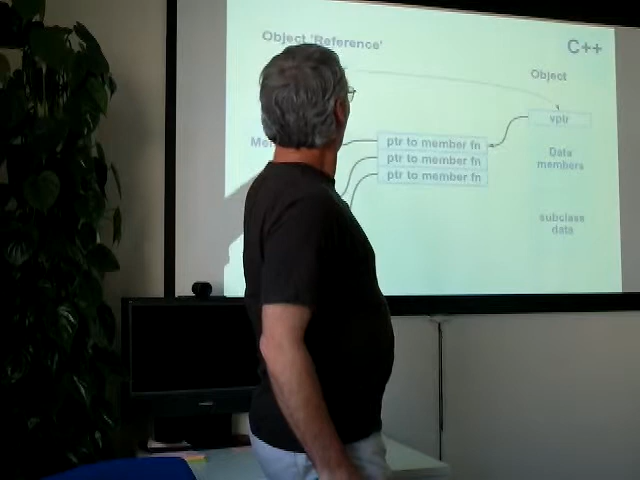 Object 'Reference'
C++
Object
vptr
ptr to member fn
ptr to member fn
ptr to member fn
Data
members
subclass
data